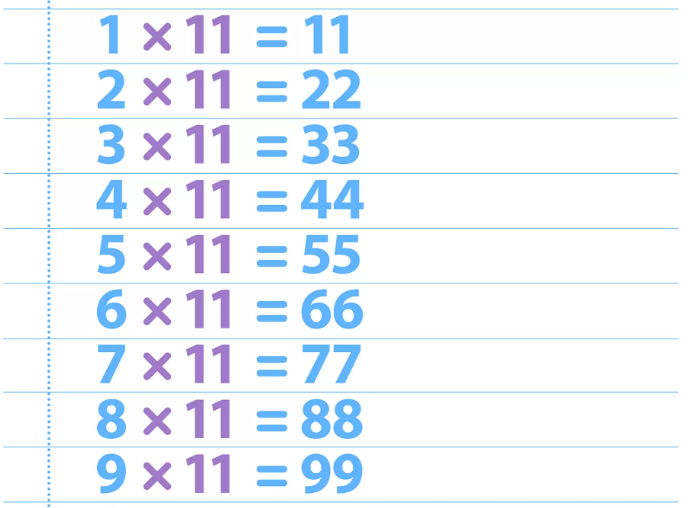 1 × 11 = 11
2 × 11 = 22
3 × 11 = 33
4 × 11 = 44
5 × 11 = 55
6 × 11 = 66
7 × 11 = 77
8 × 11 = 88
9 × 11 = 99